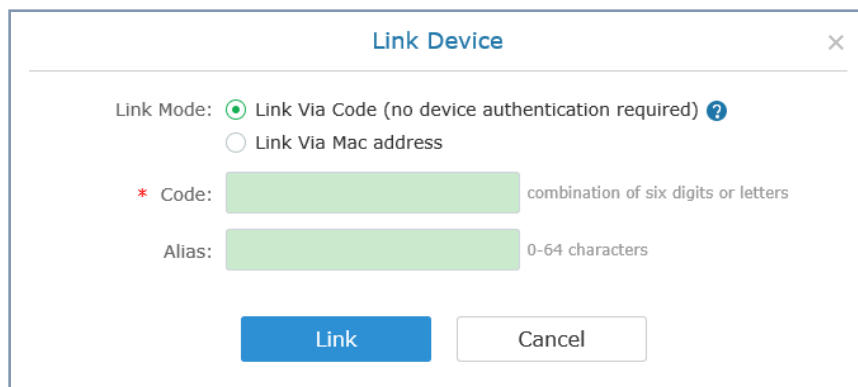 Link Device
Link Mode: Link Via Code (no device authentication required) ?
Link Via Mac address
* Code: combination of six digits or letters
Alias: 0-64 characters
Link Cancel